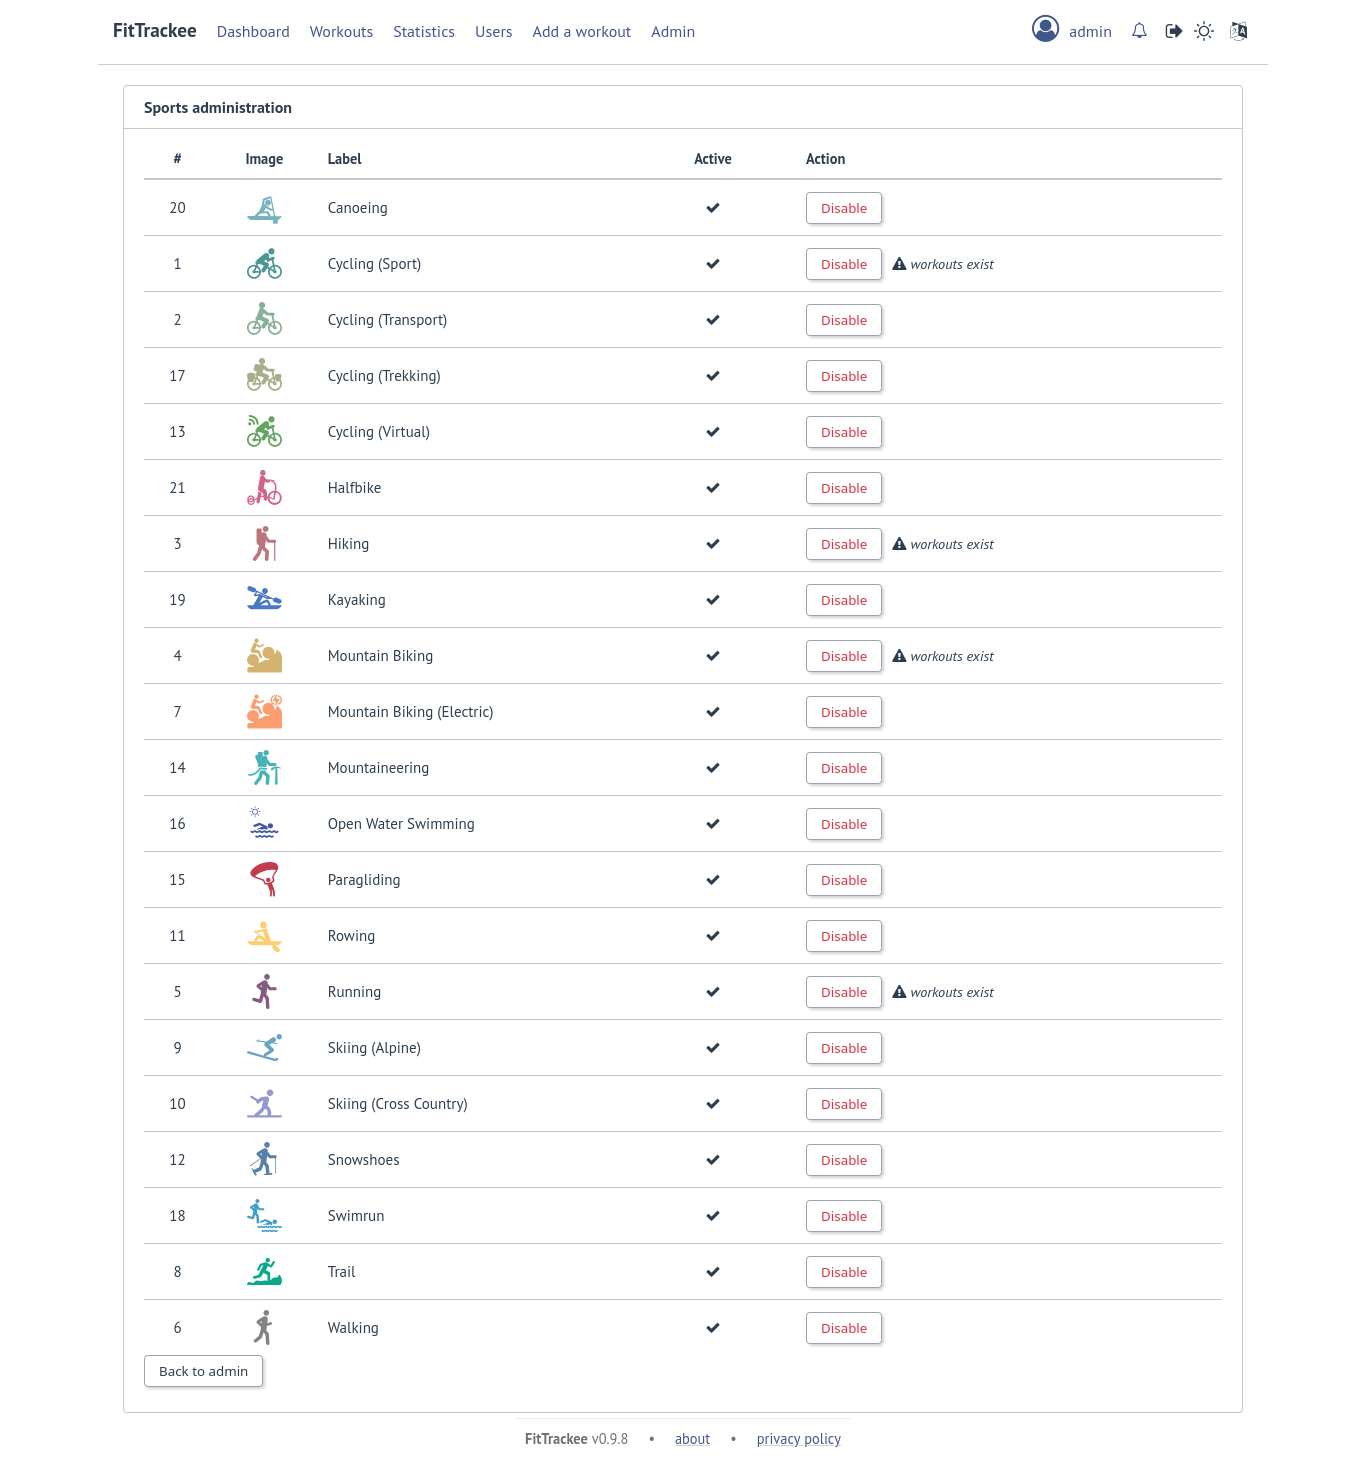 FitTrackee Dashboard Workouts Statistics Users Add a workout Admin admin
Sports administration
# Image Label Active Action
20 Canoeing Disable
1 Cycling (Sport) Disable workouts exist
2 Cycling (Transport) Disable
17 Cycling (Trekking) Disable
13 Cycling (Virtual) Disable
21 Halfbike Disable
3 Hiking Disable workouts exist
19 Kayaking Disable
4 Mountain Biking Disable workouts exist
7 Mountain Biking (Electric) Disable
14 Mountaineering Disable
16 Open Water Swimming Disable
15 Paragliding Disable
11 Rowing Disable
5 Running Disable workouts exist
9 Skiing (Alpine) Disable
10 Skiing (Cross Country) Disable
12 Snowshoes Disable
18 Swimrun Disable
8 Trail Disable
6 Walking Disable
Back to admin
FitTrackee v0.9.8 • about • privacy policy